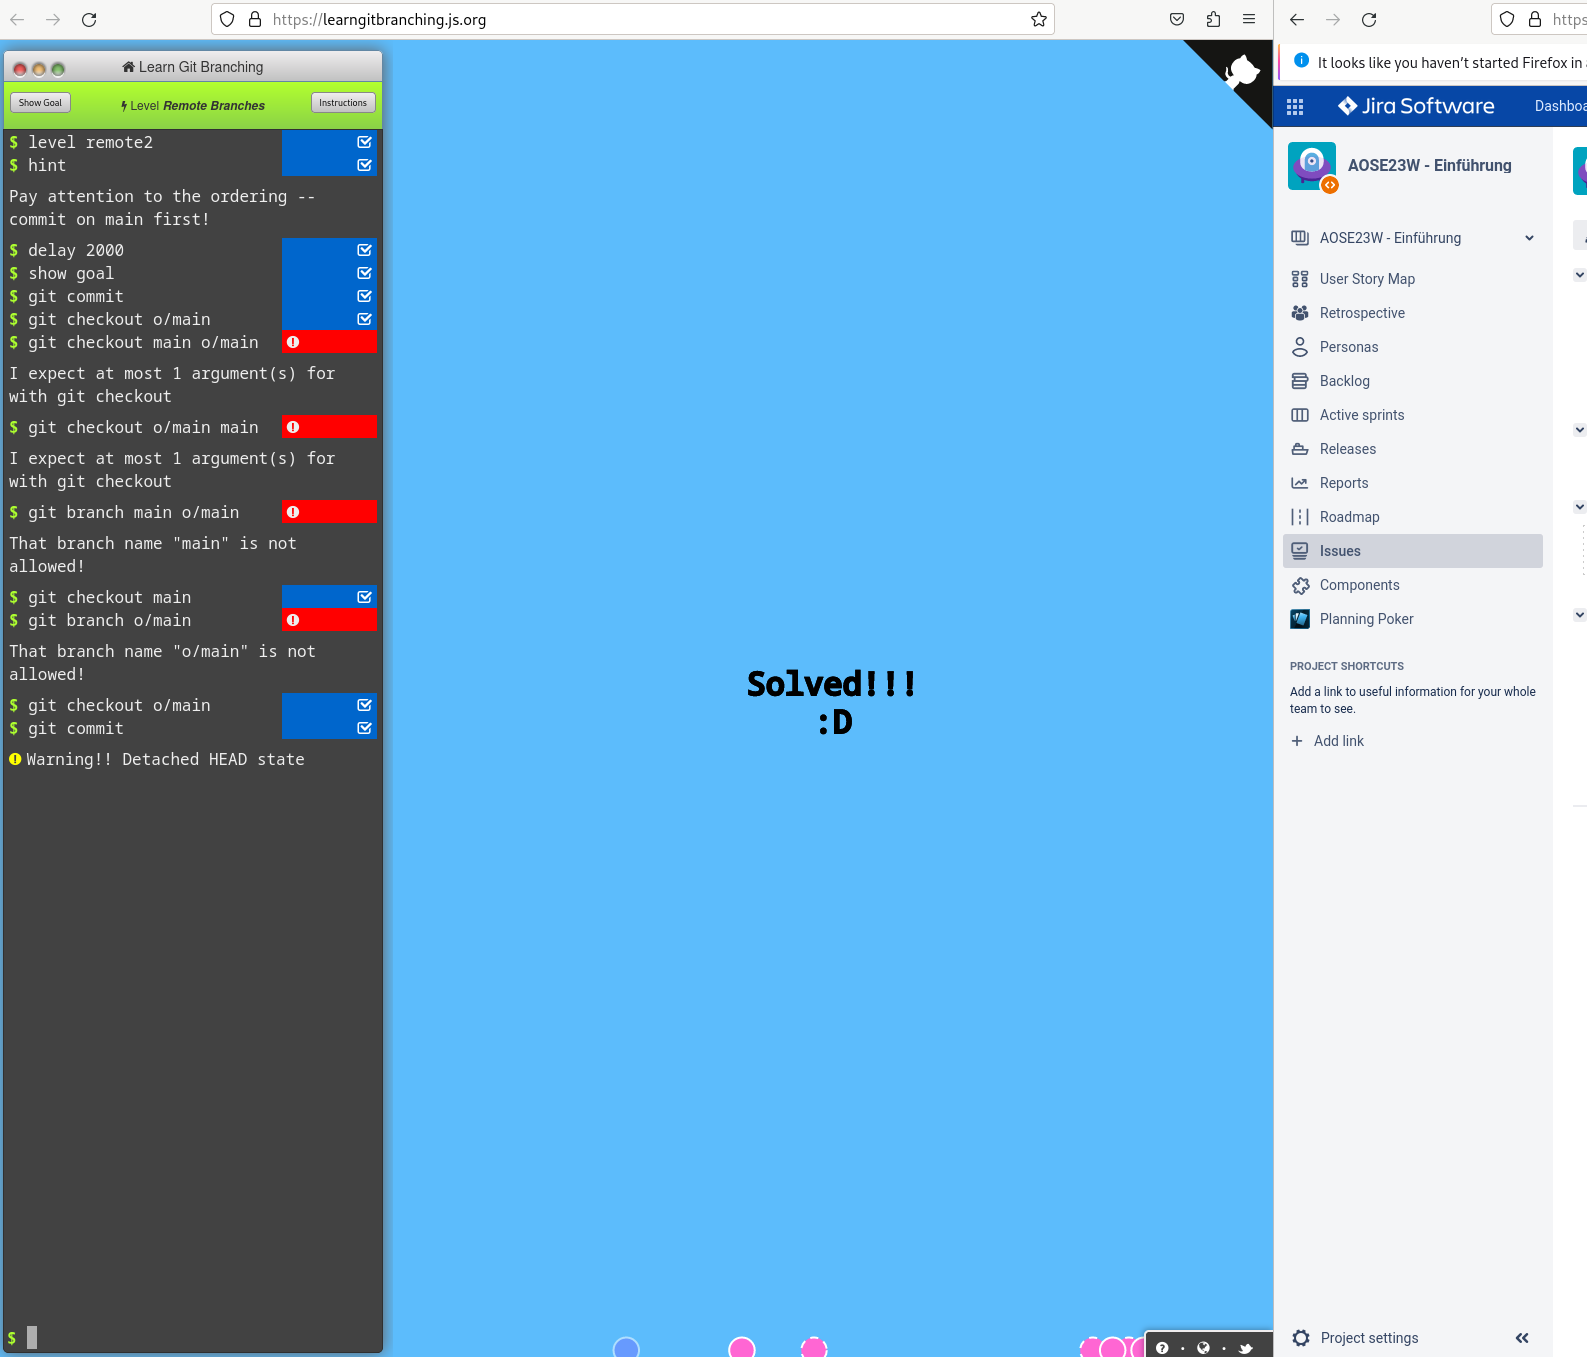 https://learngitbranching.js.org
Learn Git Branching
Show Goal
Level Remote Branches
Instructions
$ level remote2
$ hint
Pay attention to the ordering --
commit on main first!
$ delay 2000
$ show goal
$ git commit
$ git checkout o/main
$ git checkout main o/main
I expect at most 1 argument(s) for
with git checkout
$ git checkout o/main main
I expect at most 1 argument(s) for
with git checkout
$ git branch main o/main
That branch name "main" is not
allowed!
$ git checkout main
$ git branch o/main
That branch name "o/main" is not
allowed!
$ git checkout o/main
$ git commit
Warning!! Detached HEAD state
$
Solved!!!
:D
https
It looks like you haven't started Firefox in
Jira Software
Dashboa
AOSE23W - Einführung
AOSE23W - Einführung
User Story Map
Retrospective
Personas
Backlog
Active sprints
Releases
Reports
Roadmap
Issues
Components
Planning Poker
PROJECT SHORTCUTS
Add a link to useful information for your whole
team to see.
+ Add link
Project settings